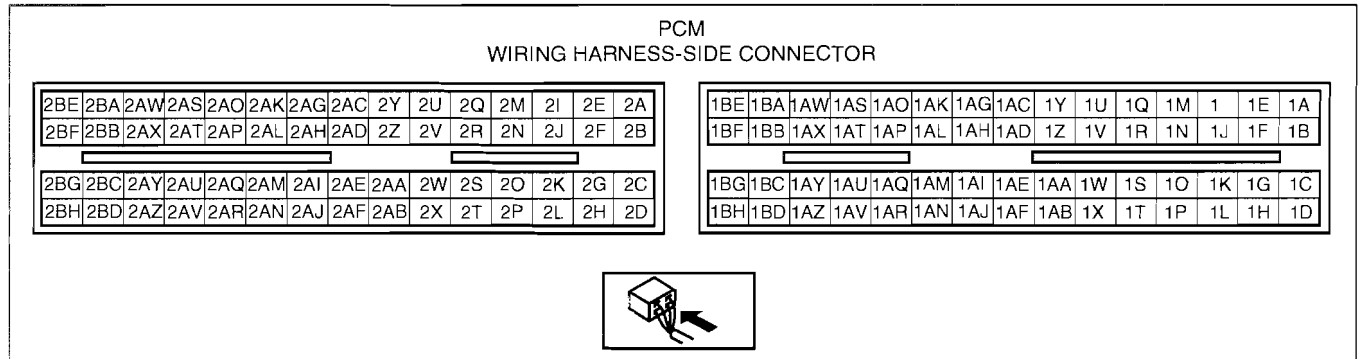 PCM
WIRING HARNESS-SIDE CONNECTOR
2BE 2BA 2AW 2AS 2AO 2AK 2AG 2AC 2Y 2U 2Q 2M 2I 2E 2A
2BF 2BB 2AX 2AT 2AP 2AL 2AH 2AD 2Z 2V 2R 2N 2J 2F 2B
2BG 2BC 2AY 2AU 2AQ 2AM 2AI 2AE 2AA 2W 2S 2O 2K 2G 2C
2BH 2BD 2AZ 2AV 2AR 2AN 2AJ 2AF 2AB 2X 2T 2P 2L 2H 2D
1BE 1BA 1AW 1AS 1AO 1AK 1AG 1AC 1Y 1U 1Q 1M 1 1E 1A
1BF 1BB 1AX 1AT 1AP 1AL 1AH 1AD 1Z 1V 1R 1N 1J 1F 1B
1BG 1BC 1AY 1AU 1AQ 1AM 1AI 1AE 1AA 1W 1S 1O 1K 1G 1C
1BH 1BD 1AZ 1AV 1AR 1AN 1AJ 1AF 1AB 1X 1T 1P 1L 1H 1D